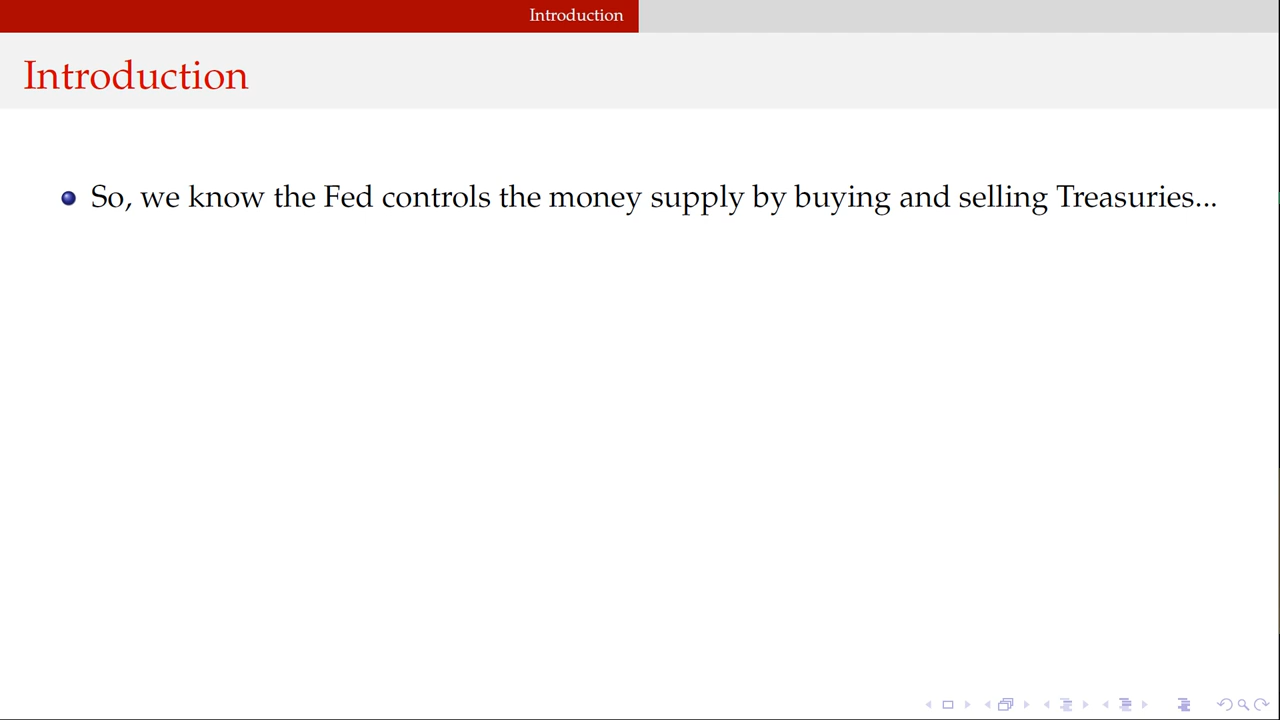 Introduction
Introduction
So, we know the Fed controls the money supply by buying and selling Treasuries...